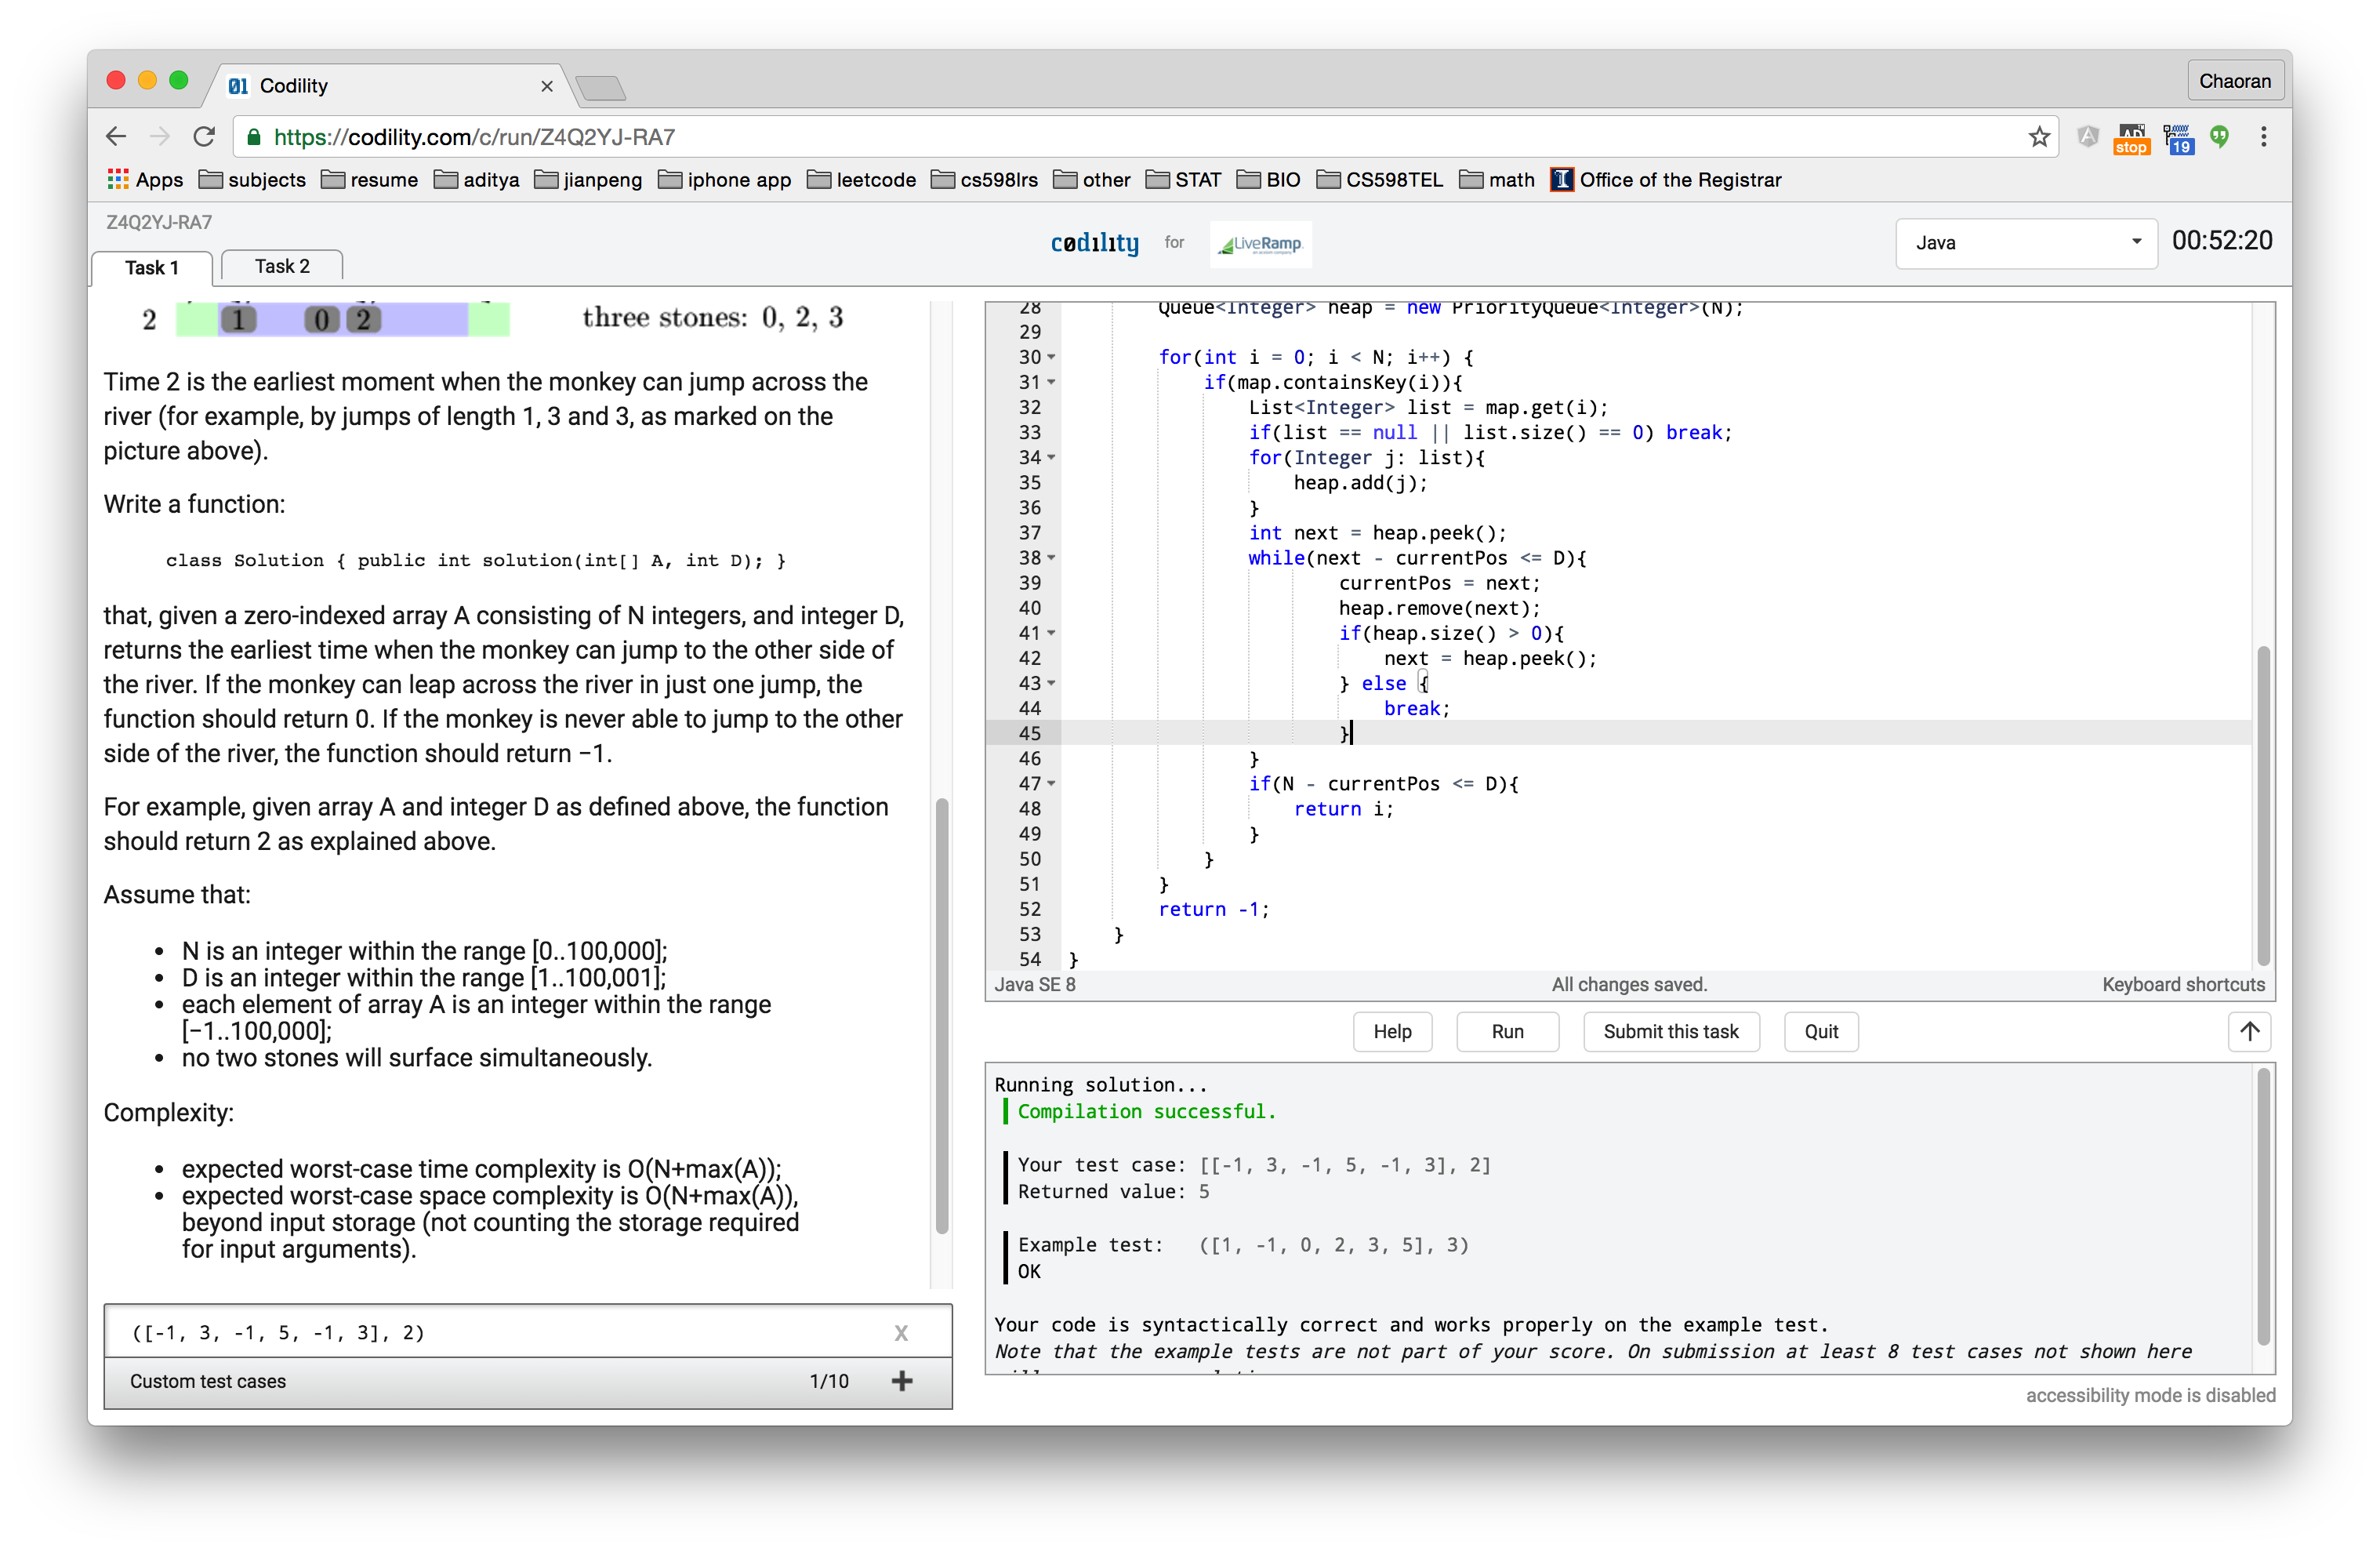 Codility
Chaoran
https://codility.com/c/run/Z4Q2YJ-RA7
stop
19
Apps subjects resume aditya jianpeng iphone app leetcode cs598lrs other STAT BIO CS598TEL math Office of the Registrar
Z4Q2YJ-RA7
Task 1 Task 2
codility for LiveRamp
Java 00:52:20
2 1 0 2 three stones: 0, 2, 3
Time 2 is the earliest moment when the monkey can jump across the
river (for example, by jumps of length 1, 3 and 3, as marked on the
picture above).
Write a function:
class Solution { public int solution(int[] A, int D); }
that, given a zero-indexed array A consisting of N integers, and integer D,
returns the earliest time when the monkey can jump to the other side of
the river. If the monkey can leap across the river in just one jump, the
function should return 0. If the monkey is never able to jump to the other
side of the river, the function should return −1.
For example, given array A and integer D as defined above, the function
should return 2 as explained above.
Assume that:
• N is an integer within the range [0..100,000];
• D is an integer within the range [1..100,001];
• each element of array A is an integer within the range
[−1..100,000];
• no two stones will surface simultaneously.
Complexity:
• expected worst-case time complexity is O(N+max(A));
• expected worst-case space complexity is O(N+max(A)),
beyond input storage (not counting the storage required
for input arguments).
([-1, 3, -1, 5, -1, 3], 2) x
Custom test cases 1/10 +
28 Queue<Integer> heap = new PriorityQueue<Integer>(N);
29
30 for(int i = 0; i < N; i++) {
31 if(map.containsKey(i)){
32 List<Integer> list = map.get(i);
33 if(list == null || list.size() == 0) break;
34 for(Integer j: list){
35 heap.add(j);
36 }
37 int next = heap.peek();
38 while(next - currentPos <= D){
39 currentPos = next;
40 heap.remove(next);
41 if(heap.size() > 0){
42 next = heap.peek();
43 } else {
44 break;
45 }
46 }
47 if(N - currentPos <= D){
48 return i;
49 }
50 }
51 }
52 return -1;
53 }
54 }
Java SE 8 All changes saved. Keyboard shortcuts
Help Run Submit this task Quit
Running solution...
Compilation successful.
Your test case: [[-1, 3, -1, 5, -1, 3], 2]
Returned value: 5
Example test: ([1, -1, 0, 2, 3, 5], 3)
OK
Your code is syntactically correct and works properly on the example test.
Note that the example tests are not part of your score. On submission at least 8 test cases not shown here
accessibility mode is disabled